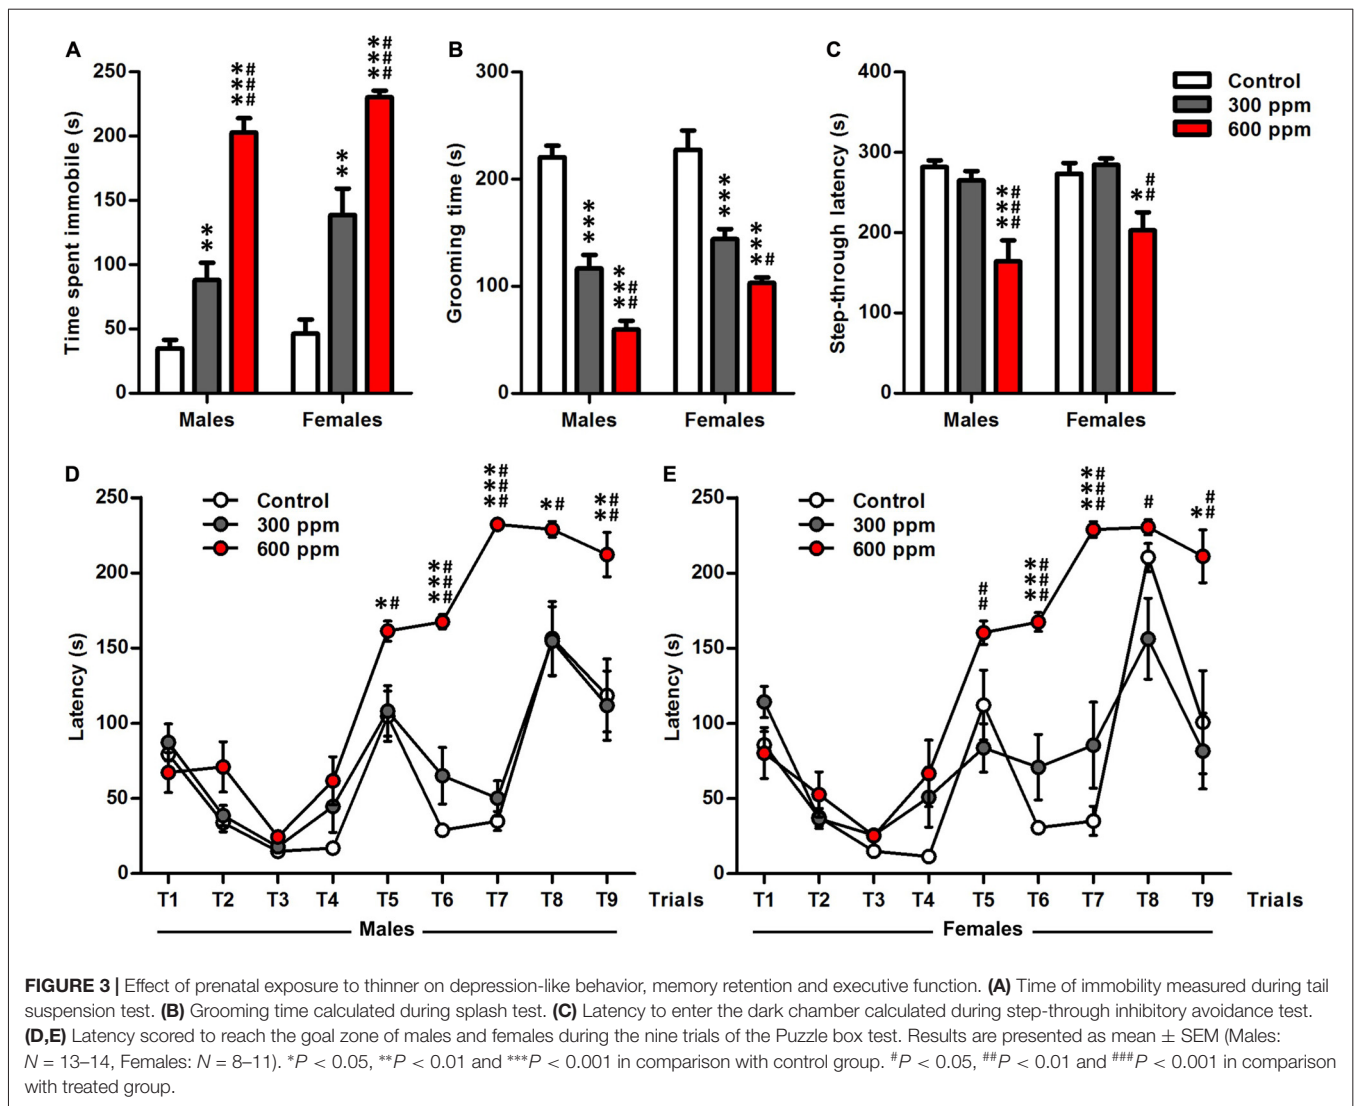 A
Time spent immobile (s)
250
200
150
100
50
0
**
***
###
**
***
###
Males
Females
B
Grooming time (s)
300
200
100
0
***
***
##
***
***
#
Males
Females
C
Step-through latency (s)
400
300
200
100
0
***
###
*
##
Males
Females
Control
300 ppm
600 ppm
D
Control
300 ppm
600 ppm
Latency (s)
250
200
150
100
50
0
*#
***
###
***
###
*#
**
##
T1 T2 T3 T4 T5 T6 T7 T8 T9 Trials
Males
E
Control
300 ppm
600 ppm
Latency (s)
250
200
150
100
50
0
##
***
###
***
###
#
*
##
T1 T2 T3 T4 T5 T6 T7 T8 T9 Trials
Females
FIGURE 3 | Effect of prenatal exposure to thinner on depression-like behavior, memory retention and executive function. (A) Time of immobility measured during tail
suspension test. (B) Grooming time calculated during splash test. (C) Latency to enter the dark chamber calculated during step-through inhibitory avoidance test.
(D,E) Latency scored to reach the goal zone of males and females during the nine trials of the Puzzle box test. Results are presented as mean ± SEM (Males:
N = 13–14, Females: N = 8–11). *P < 0.05, **P < 0.01 and ***P < 0.001 in comparison with control group. #P < 0.05, ##P < 0.01 and ###P < 0.001 in comparison
with treated group.